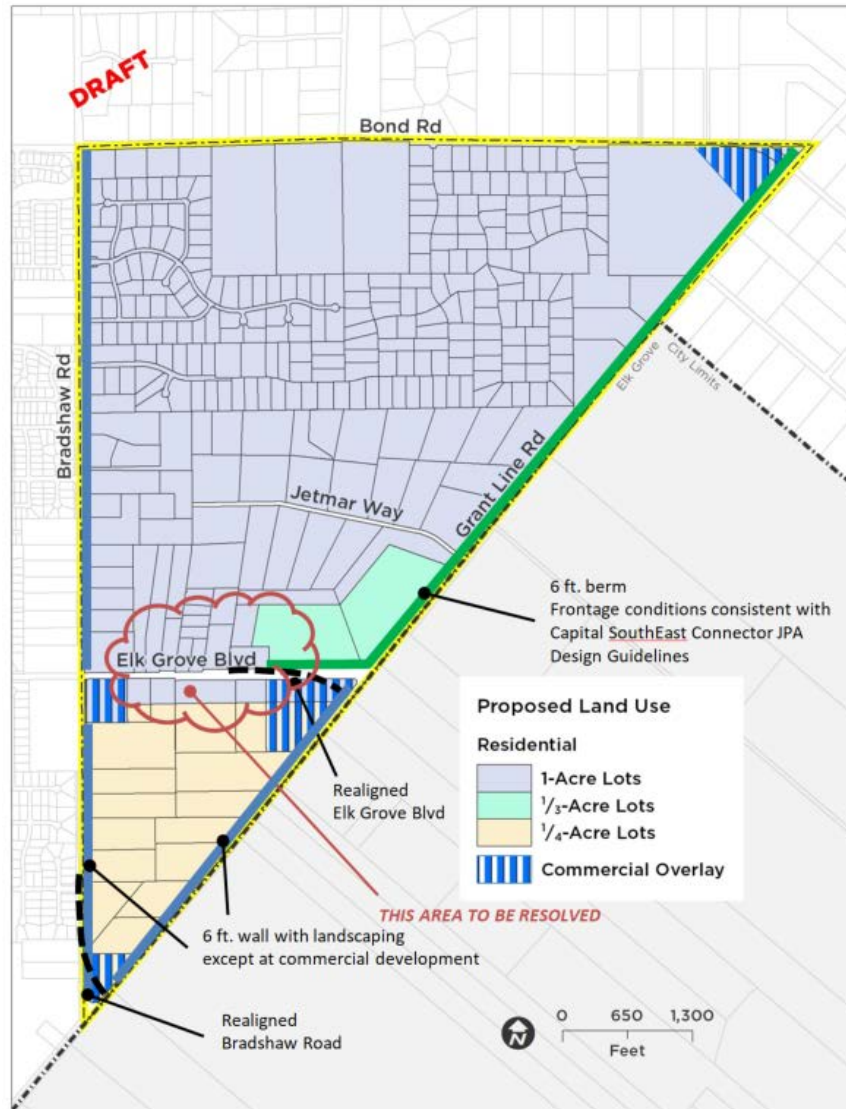 DRAFT
Bond Rd
Bradshaw Rd
Elk Grove
City Limits
Grant Line Rd
Jetmar Way
6 ft. berm
Frontage conditions consistent with
Capital SouthEast Connector JPA
Design Guidelines
Elk Grove Blvd
Proposed Land Use
Residential
1-Acre Lots
1/3-Acre Lots
1/4-Acre Lots
Commercial Overlay
Realigned
Elk Grove Blvd
THIS AREA TO BE RESOLVED
6 ft. wall with landscaping
except at commercial development
Realigned
Bradshaw Road
N
0 650 1,300
Feet